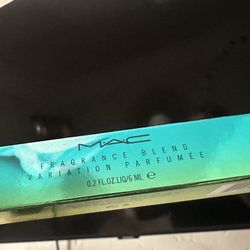 MAC
FRAGRANCE BLEND
VARIATION PARFUMÉE
0.2 FL.OZ.LIQ/6 ML ℮